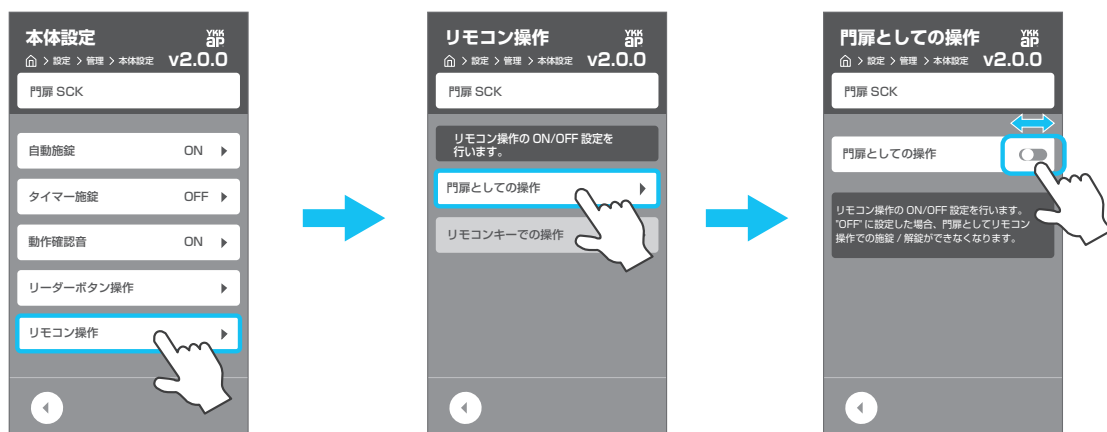 本体設定
YKK
ap
> 設定 > 管理 > 本体設定 v2.0.0
門扉 SCK
自動施錠 ON
タイマー施錠 OFF
動作確認音 ON
リーダーボタン操作
リモコン操作
リモコン操作
YKK
ap
> 設定 > 管理 > 本体設定 v2.0.0
門扉 SCK
リモコン操作の ON/OFF 設定を
行います。
門扉としての操作
リモコンキーでの操作
門扉としての操作
YKK
ap
> 設定 > 管理 > 本体設定 v2.0.0
門扉 SCK
門扉としての操作
リモコン操作の ON/OFF 設定を行います。
"OFF" に設定した場合、門扉としてリモコン
操作での施錠 / 解錠ができなくなります。